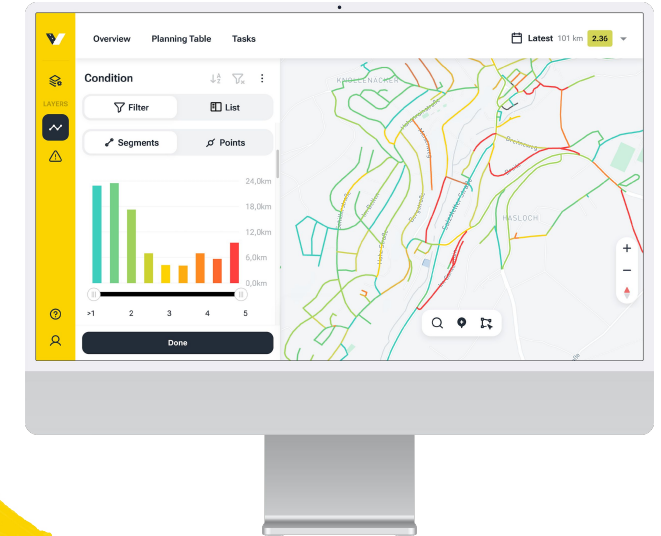 Overview Planning Table Tasks
Latest 101 km 2.36
Condition
LAYERS
Filter List
Segments Points
24,0km
18,0km
12,0km
6,0km
0,0km
>1 2 3 4 5
Done
KNOLLENÄCKER
HASLOCH